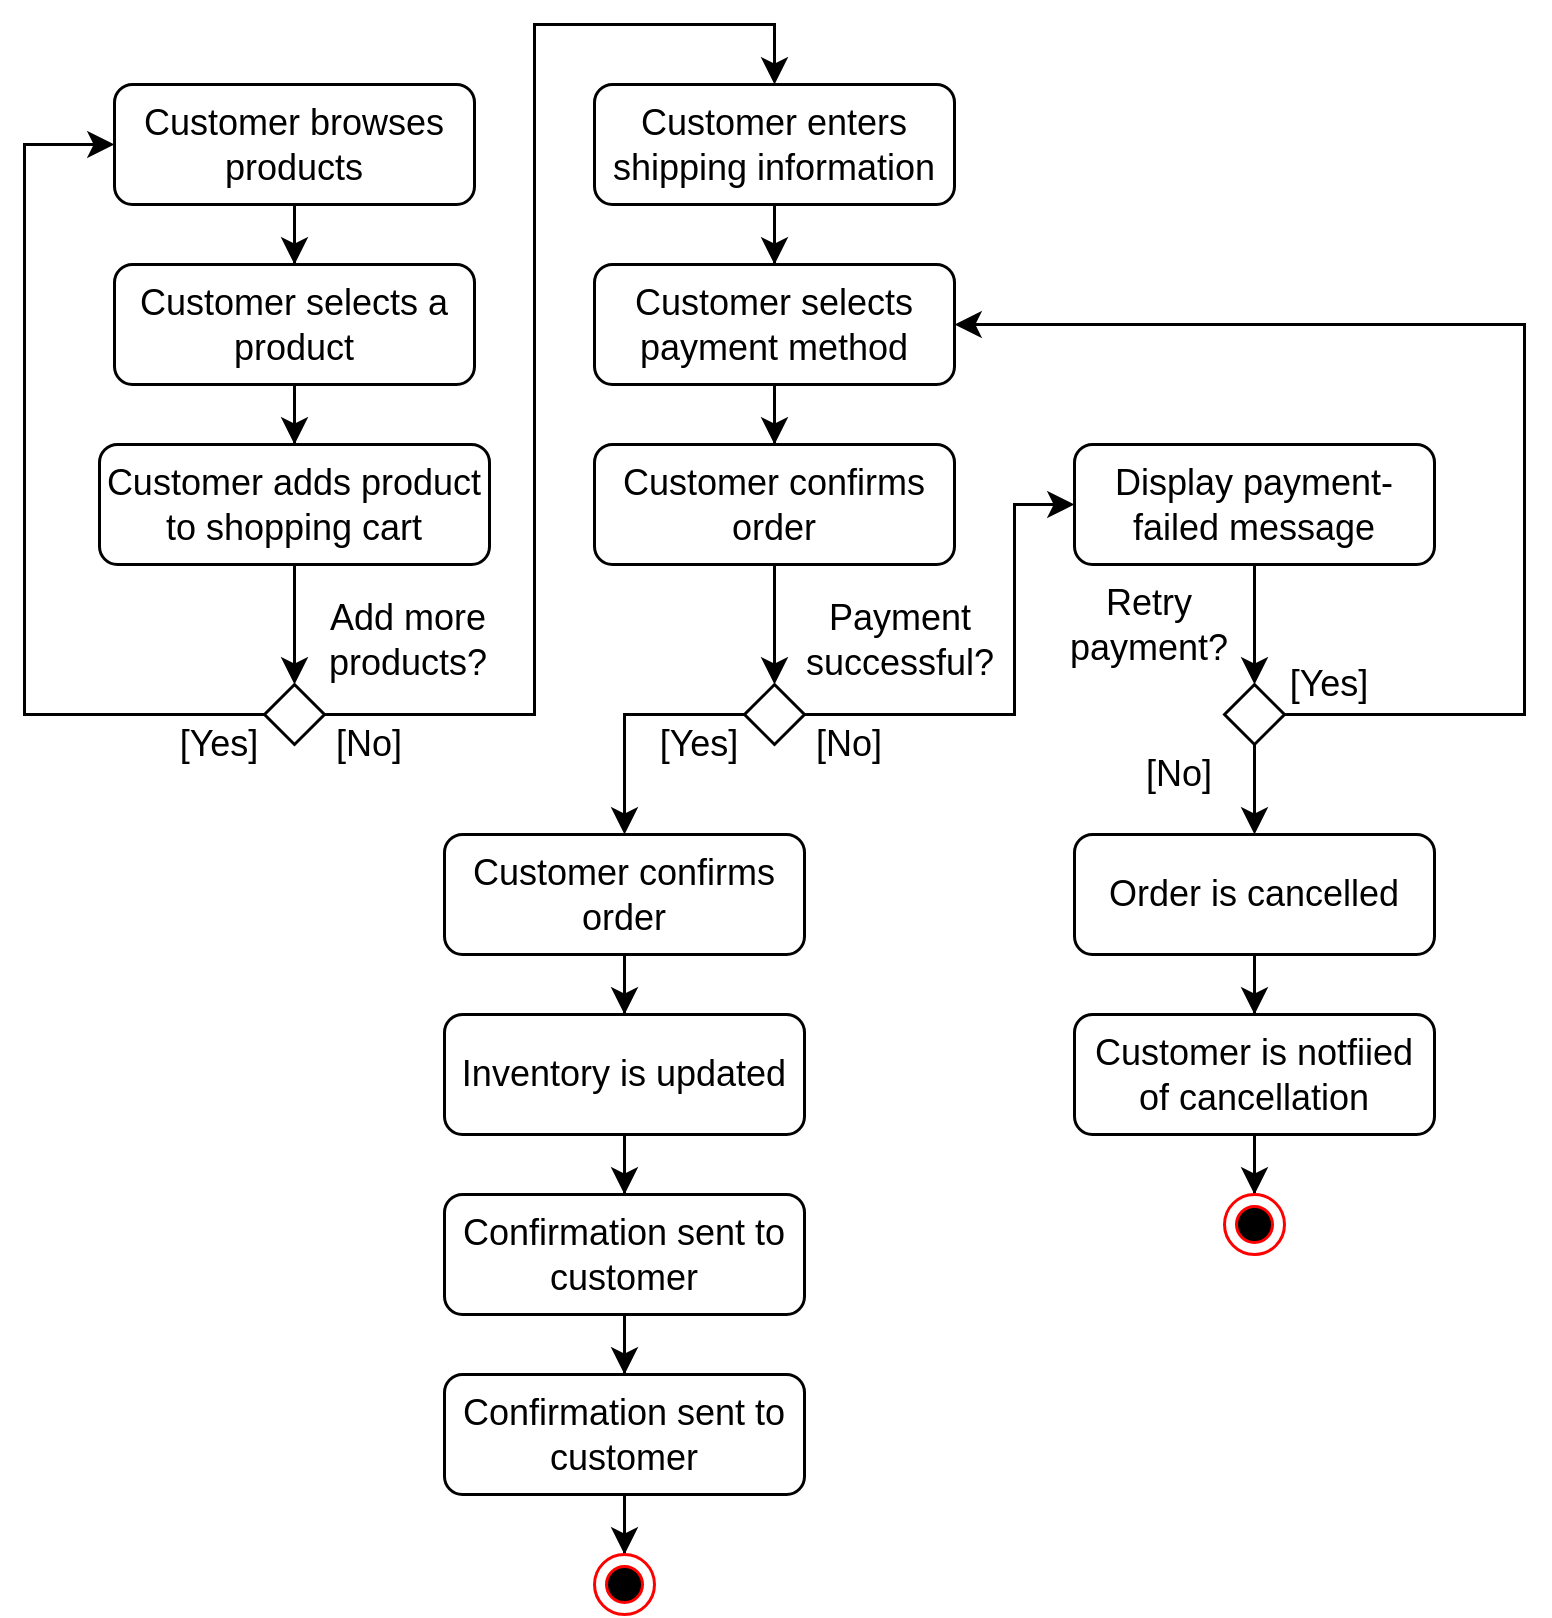 Customer browses
products
Customer selects a
product
Customer adds product
to shopping cart
Add more
products?
[Yes]
[No]
Customer enters
shipping information
Customer selects
payment method
Customer confirms
order
Payment
successful?
[Yes]
[No]
Display payment-
failed message
Retry
payment?
[Yes]
[No]
Customer confirms
order
Inventory is updated
Confirmation sent to
customer
Confirmation sent to
customer
Order is cancelled
Customer is notfiied
of cancellation